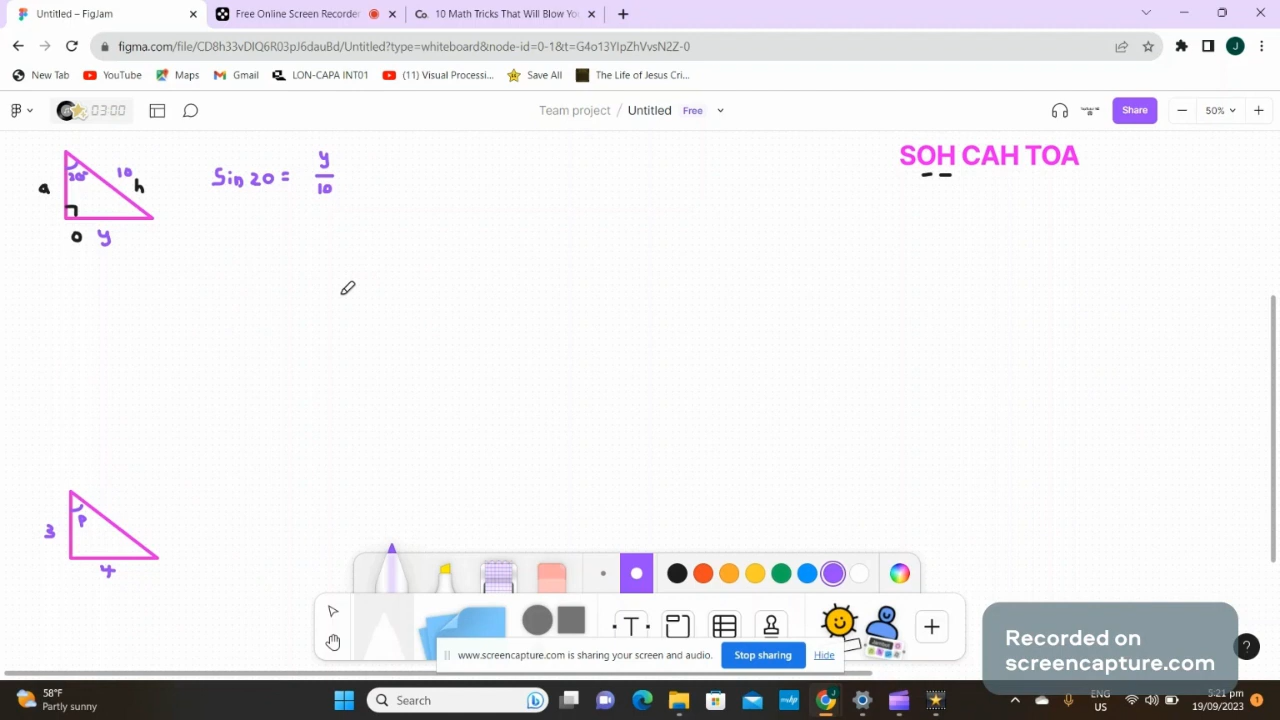 Untitled – FigJam
Free Online Screen Recorder
Co. 10 Math Tricks That Will Blow Yo
figma.com/file/CD8h33vDIQ6R03pJ6dauBd/Untitled?type=whiteboard&node-id=0-1&t=G4o13YIpZhVvsN2Z-0
J
New Tab
YouTube
Maps
Gmail
LON-CAPA INT01
(11) Visual Processi...
Save All
The Life of Jesus Cri...
03:00
Team project / Untitled Free
Share
50%
SOH CAH TOA
20°
10
h
a
o y
Sin 20 = y
10
3
P
4
T
www.screencapture.com is sharing your screen and audio.
Stop sharing
Hide
Recorded on
screencapture.com
?
58°F
Partly sunny
Search
ENG
US
5:21 pm
19/09/2023
1